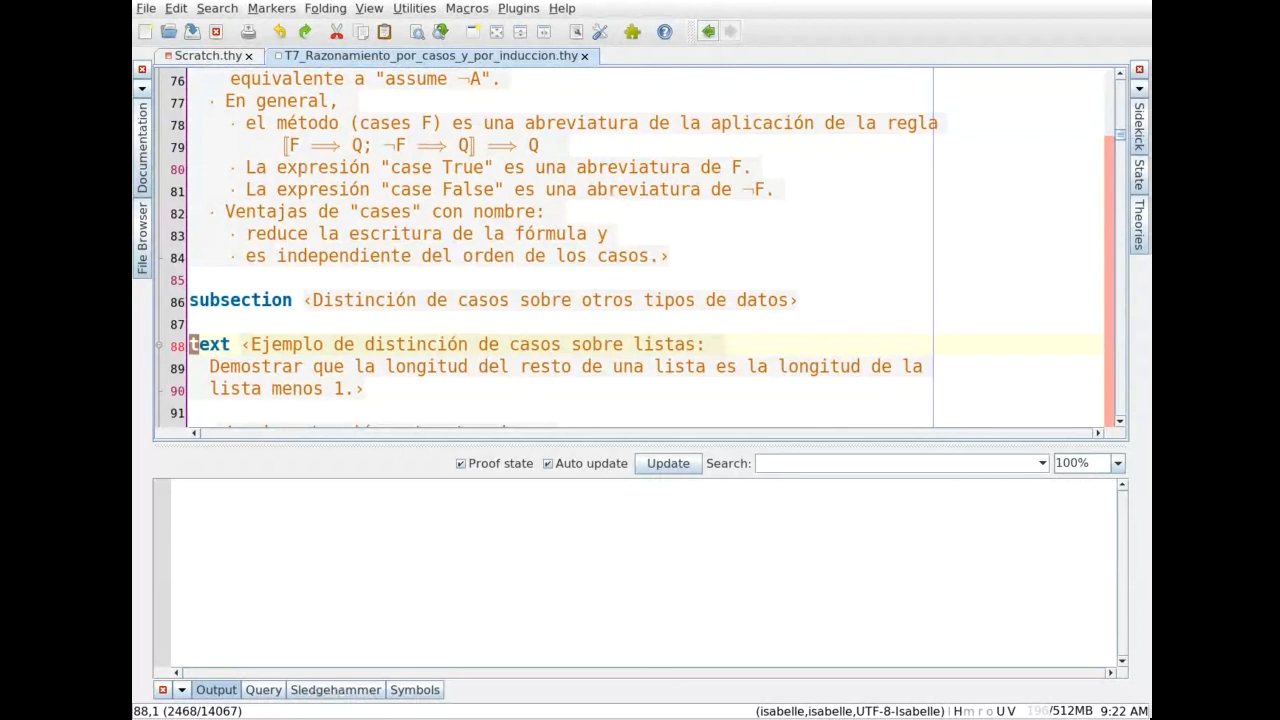 File Edit Search Markers Folding View Utilities Macros Plugins Help
Scratch.thy T7_Razonamiento_por_casos_y_por_induccion.thy
76 equivalente a "assume ¬A".
77 · En general,
78 · el método (cases F) es una abreviatura de la aplicación de la regla
79 ⟦F ⟹ Q; ¬F ⟹ Q⟧ ⟹ Q
80 · La expresión "case True" es una abreviatura de F.
81 · La expresión "case False" es una abreviatura de ¬F.
82 · Ventajas de "cases" con nombre:
83 · reduce la escritura de la fórmula y
84 · es independiente del orden de los casos.›
85
86 subsection ‹Distinción de casos sobre otros tipos de datos›
87
88 text ‹Ejemplo de distinción de casos sobre listas:
89 Demostrar que la longitud del resto de una lista es la longitud de la
90 lista menos 1.›
91
Documentation
File Browser
Sidekick
State
Theories
Proof state Auto update Update Search: 100%
Output Query Sledgehammer Symbols
88,1 (2468/14067) (isabelle,isabelle,UTF-8-Isabelle) H m r o U V 196/512MB 9:22 AM